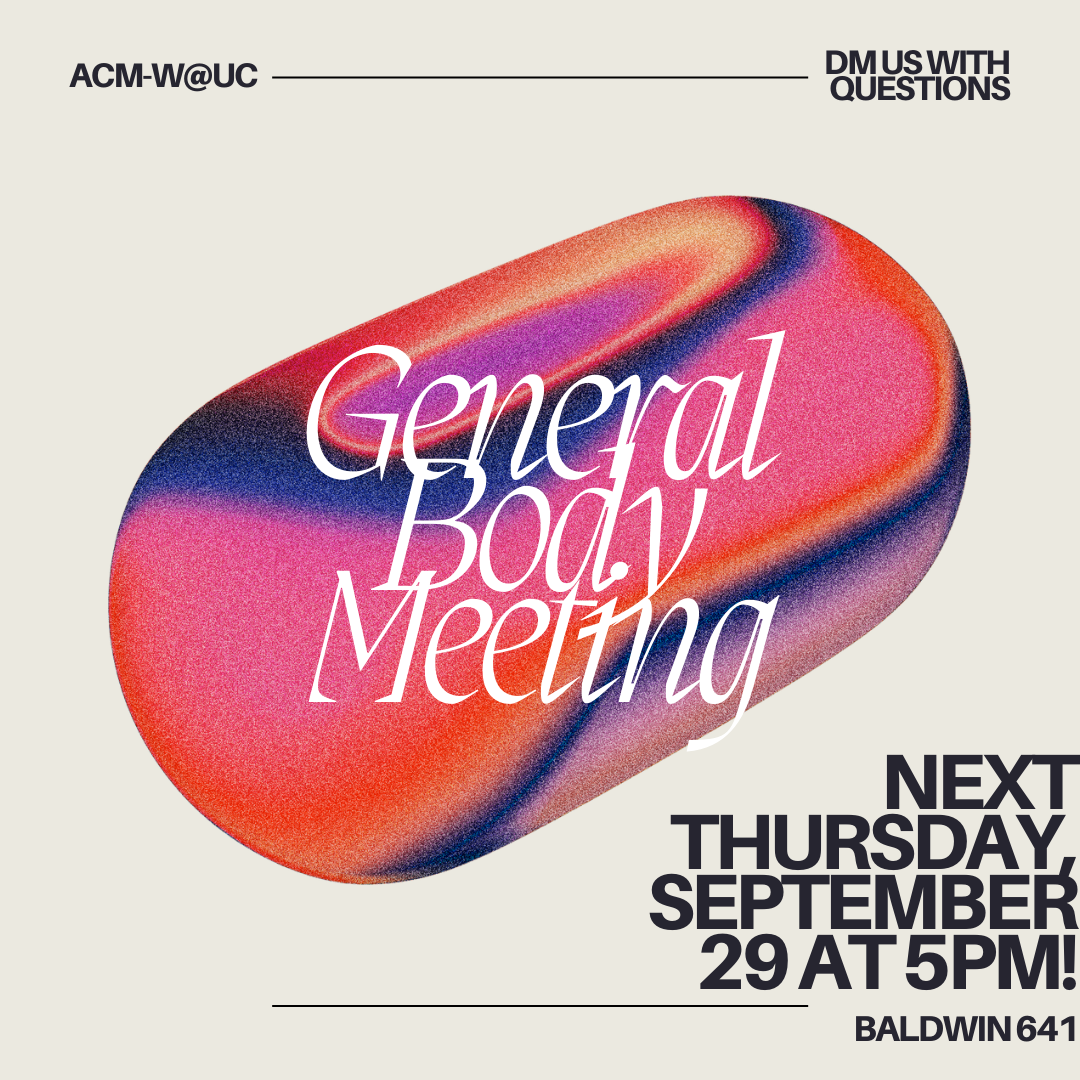 ACM-W@UC
DM US WITH
QUESTIONS
General
Body
Meeting
NEXT
THURSDAY,
SEPTEMBER
29 AT 5PM!
BALDWIN 641